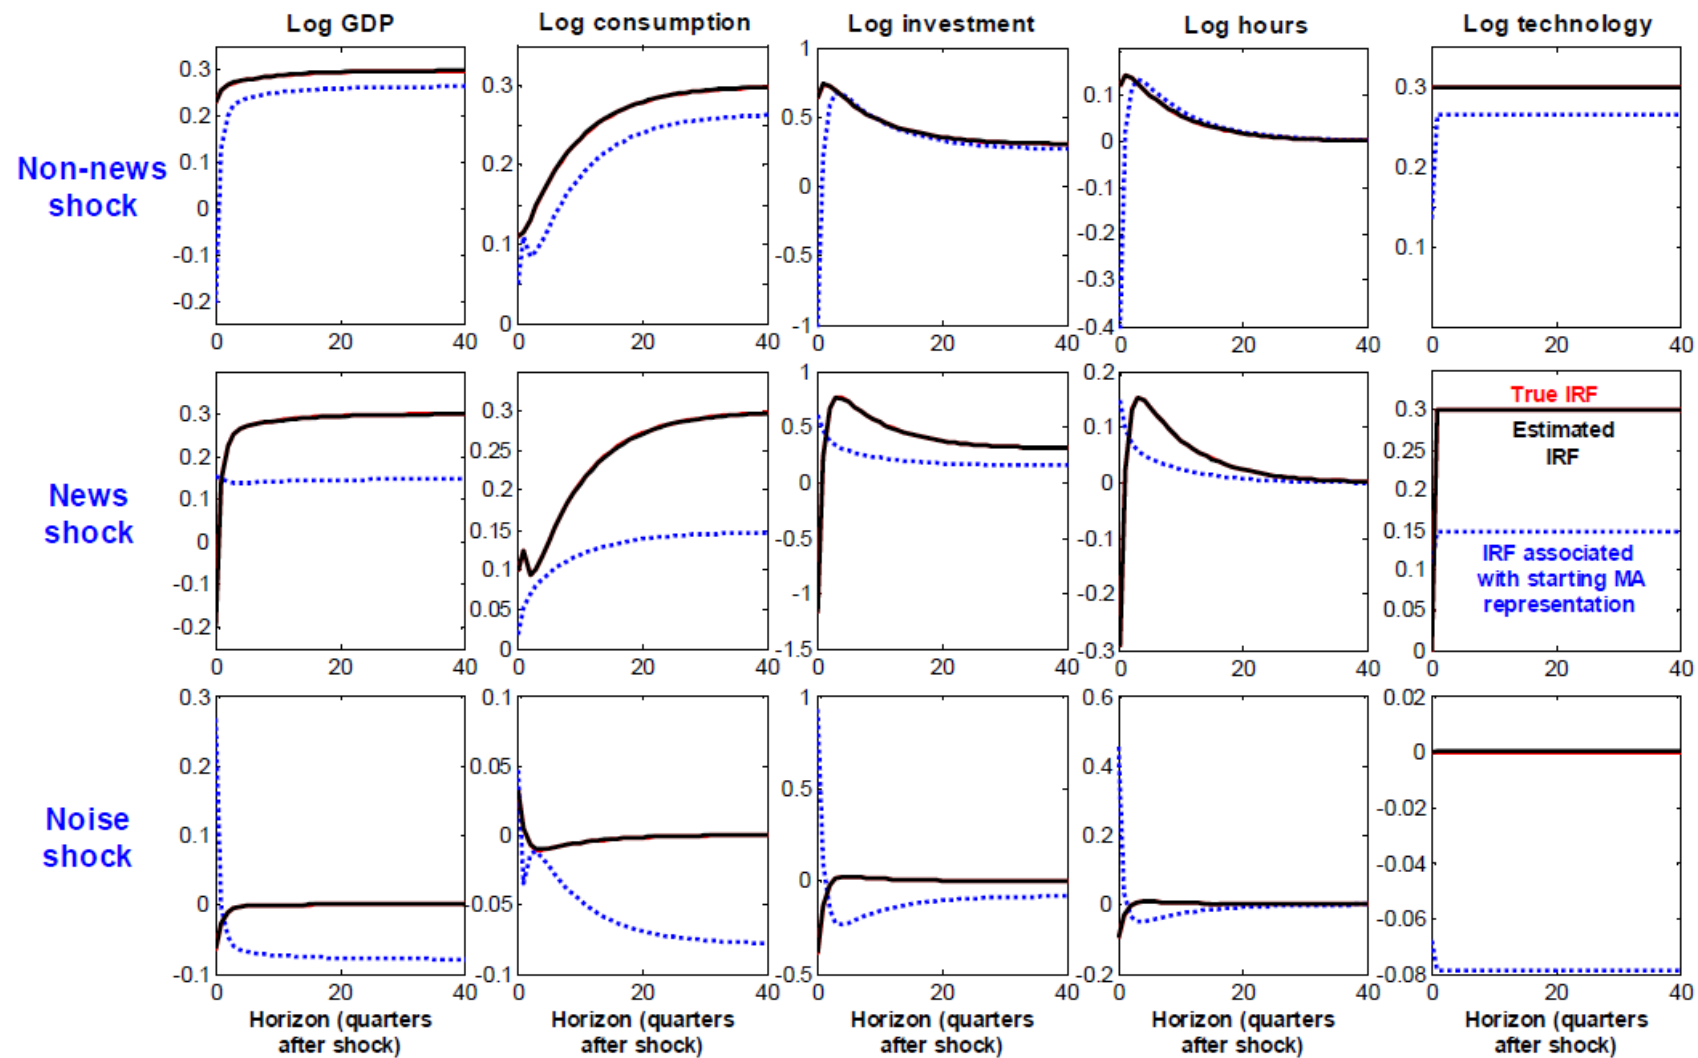 Log GDP
Log consumption
Log investment
Log hours
Log technology
Non-news
shock
0.3
0.2
0.1
0
-0.1
-0.2
0 20 40
0.3
0.2
0.1
0
0 20 40
1
0.5
0
-0.5
-1
0 20 40
0.1
0
-0.1
-0.2
-0.3
-0.4
0 20 40
0.3
0.2
0.1
0 20 40
News
shock
0.3
0.2
0.1
0
-0.1
-0.2
0 20 40
0.3
0.25
0.2
0.15
0.1
0.05
0
0 20 40
1
0.5
0
-0.5
-1
-1.5
0 20 40
0.2
0.1
0
-0.1
-0.2
-0.3
0 20 40
0.3
0.25
0.2
0.15
0.1
0.05
0
0 20 40
True IRF
Estimated
IRF
IRF associated
with starting MA
representation
Noise
shock
0.3
0.2
0.1
0
-0.1
0 20 40
0.1
0.05
0
-0.05
-0.1
0 20 40
1
0.5
0
-0.5
0 20 40
0.6
0.4
0.2
0
-0.2
0 20 40
0.02
0
-0.02
-0.04
-0.06
-0.08
0 20 40
Horizon (quarters
after shock)
Horizon (quarters
after shock)
Horizon (quarters
after shock)
Horizon (quarters
after shock)
Horizon (quarters
after shock)